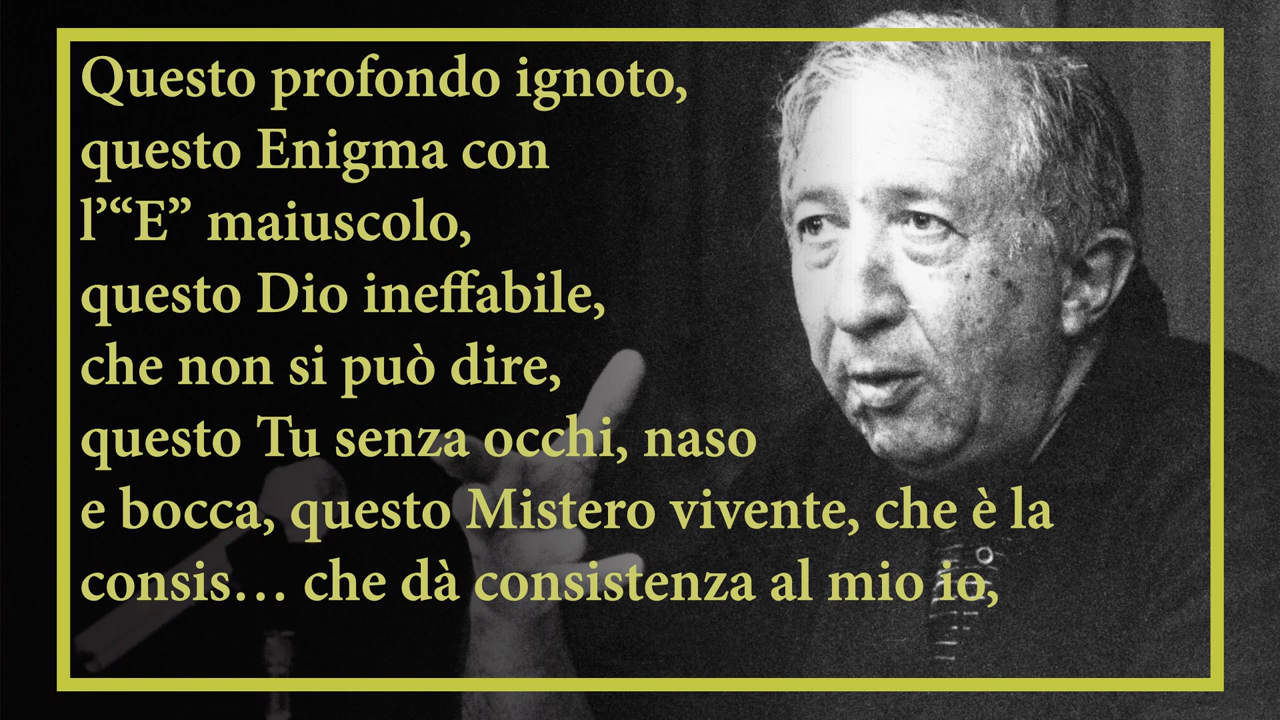 Questo profondo ignoto,
questo Enigma con
l’“E” maiuscolo,
questo Dio ineffabile,
che non si può dire,
questo Tu senza occhi, naso
e bocca, questo Mistero vivente, che è la
consis… che dà consistenza al mio io,